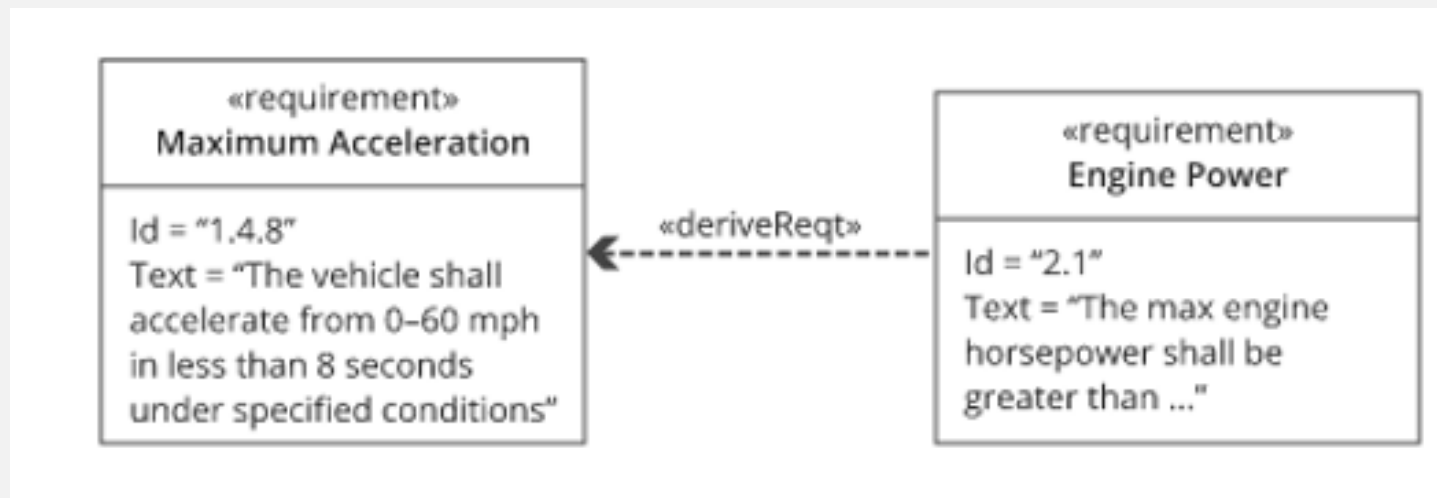 «requirement»
Maximum Acceleration
Id = “1.4.8”
Text = “The vehicle shall
accelerate from 0–60 mph
in less than 8 seconds
under specified conditions”
«deriveReqt»
«requirement»
Engine Power
Id = “2.1”
Text = “The max engine
horsepower shall be
greater than ...”